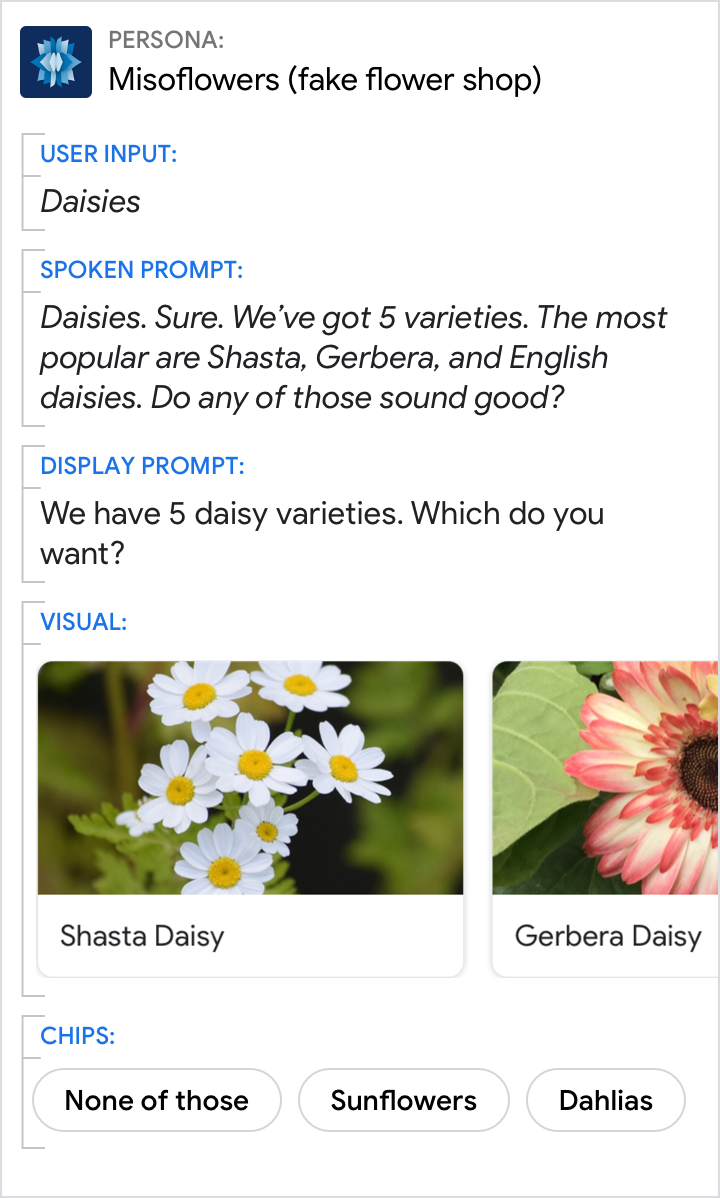 PERSONA:
Misoflowers (fake flower shop)
USER INPUT:
Daisies
SPOKEN PROMPT:
Daisies. Sure. We’ve got 5 varieties. The most
popular are Shasta, Gerbera, and English
daisies. Do any of those sound good?
DISPLAY PROMPT:
We have 5 daisy varieties. Which do you
want?
VISUAL:
Shasta Daisy
Gerbera Daisy
CHIPS:
None of those
Sunflowers
Dahlias